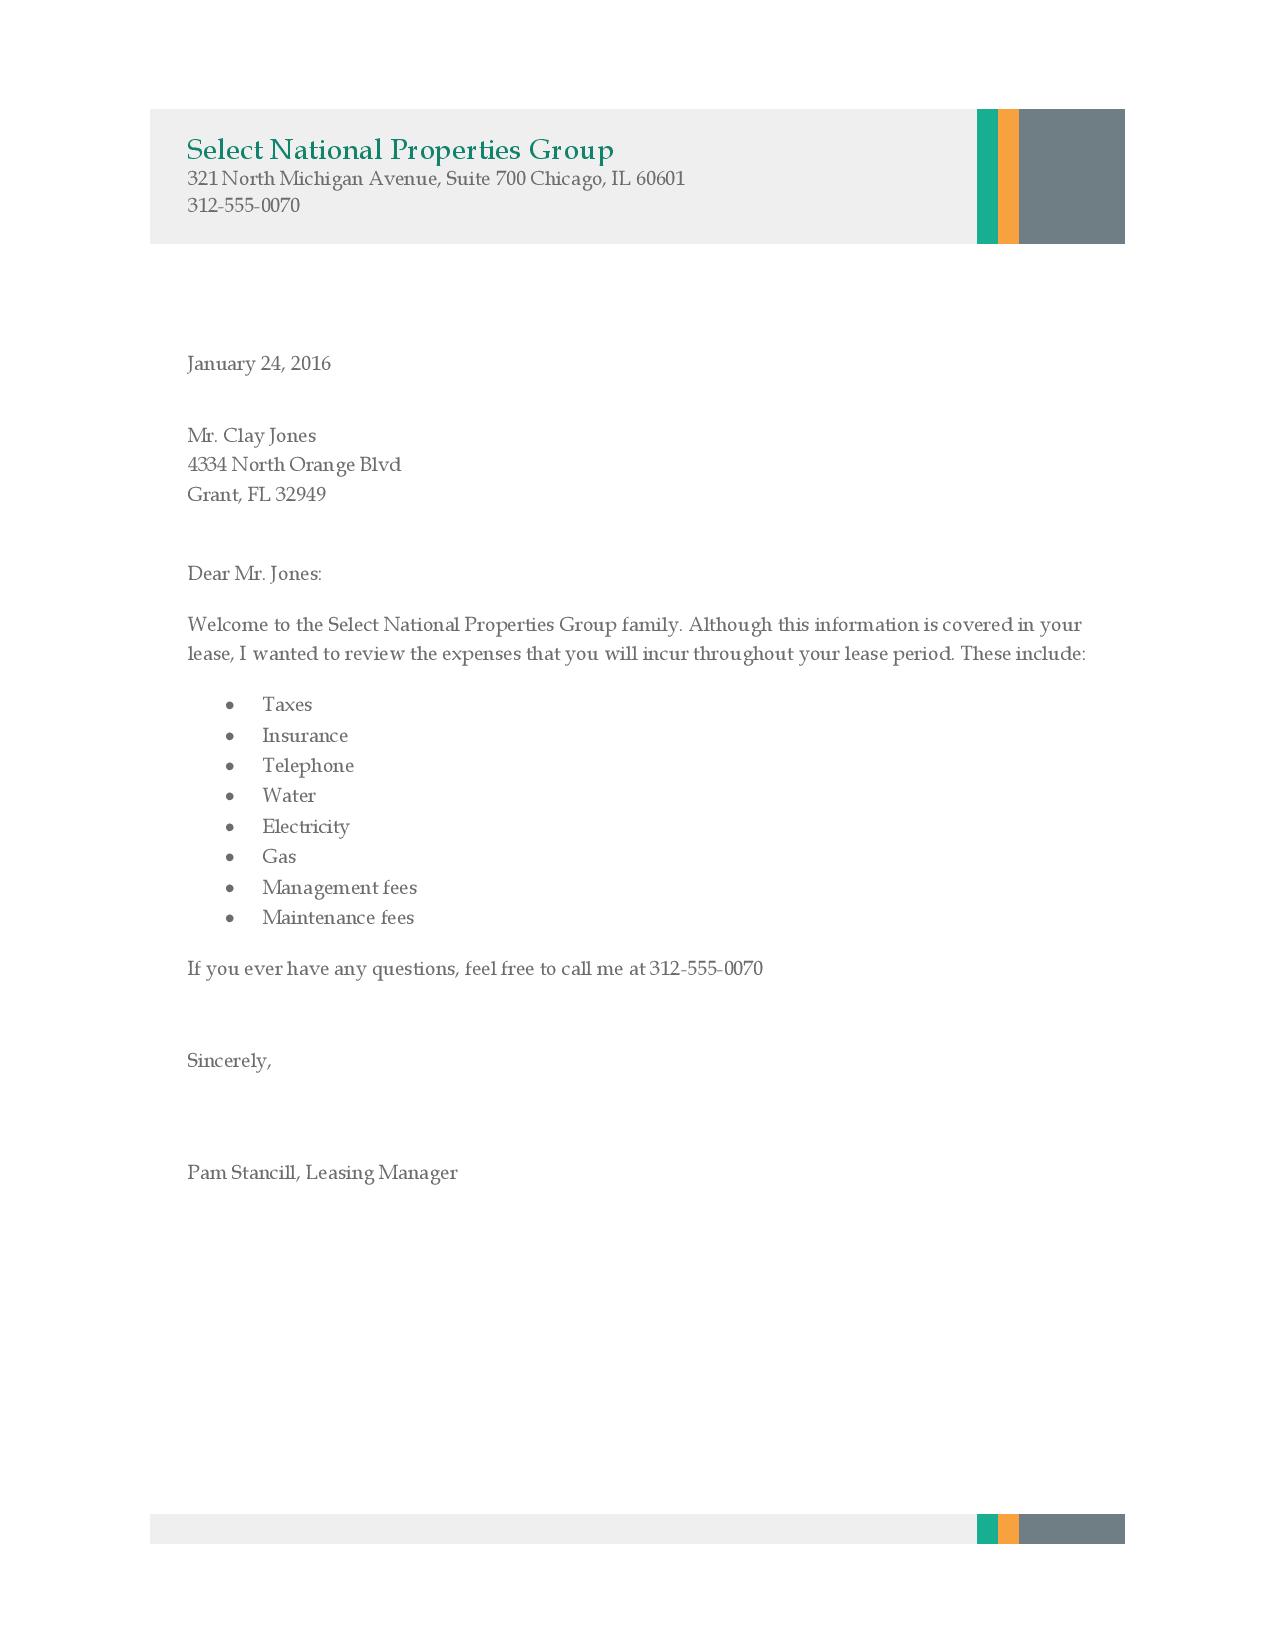 Select National Properties Group
321 North Michigan Avenue, Suite 700 Chicago, IL 60601
312-555-0070
January 24, 2016
Mr. Clay Jones
4334 North Orange Blvd
Grant, FL 32949
Dear Mr. Jones:
Welcome to the Select National Properties Group family. Although this information is covered in your
lease, I wanted to review the expenses that you will incur throughout your lease period. These include:
• Taxes
• Insurance
• Telephone
• Water
• Electricity
• Gas
• Management fees
• Maintenance fees
If you ever have any questions, feel free to call me at 312-555-0070
Sincerely,
Pam Stancill, Leasing Manager